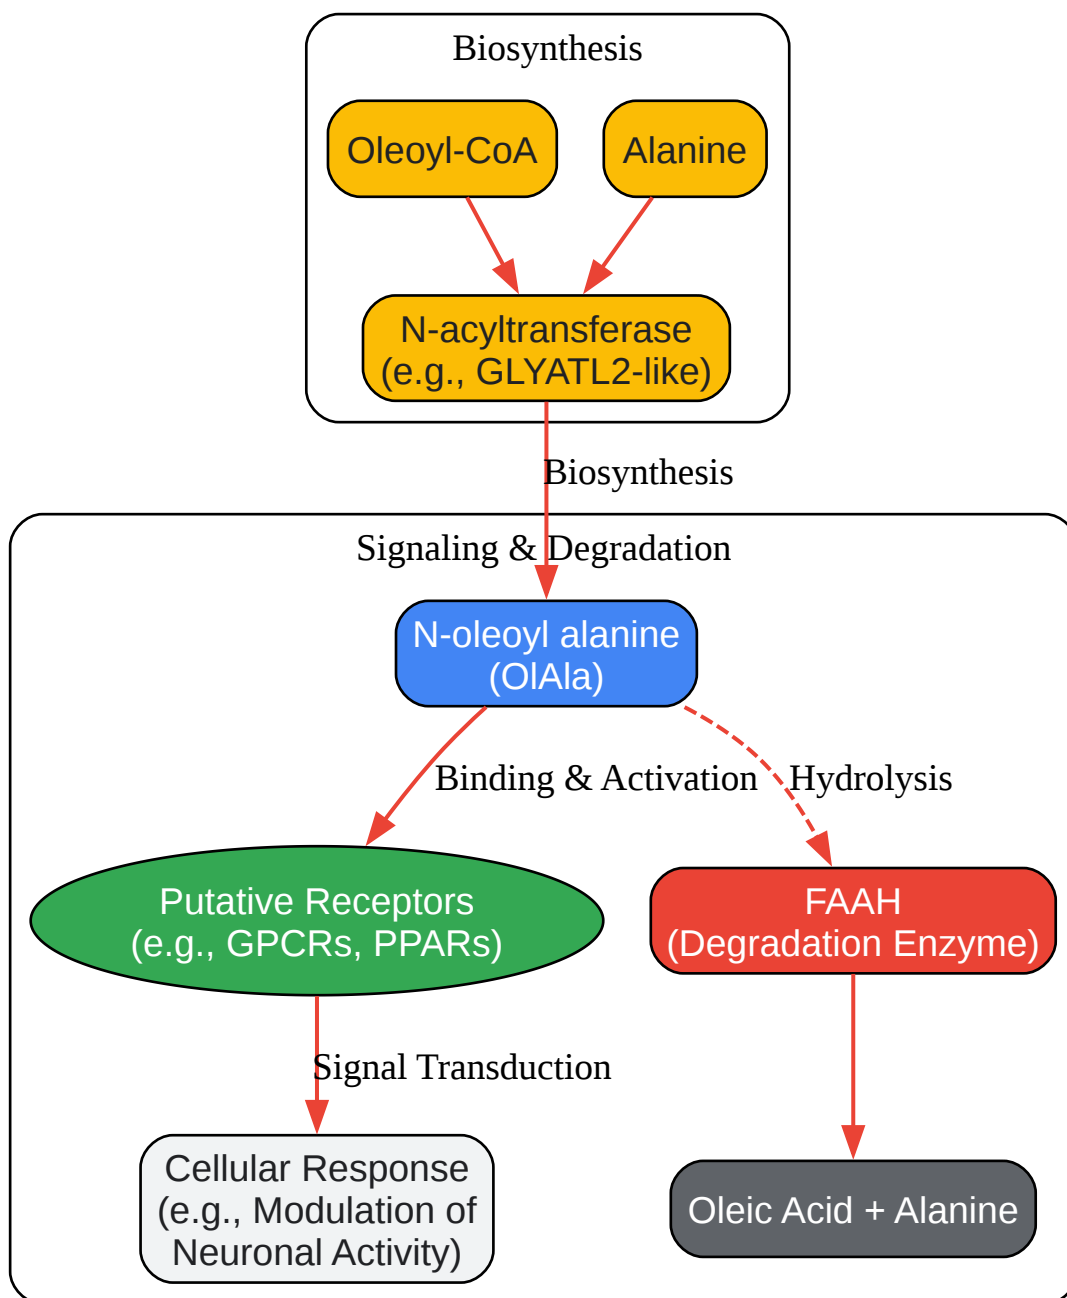 Biosynthesis
Oleoyl-CoA
Alanine
N-acyltransferase
(e.g., GLYATL2-like)
Biosynthesis
Signaling & Degradation
N-oleoyl alanine
(OlAla)
Binding & Activation
Hydrolysis
Putative Receptors
(e.g., GPCRs, PPARs)
FAAH
(Degradation Enzyme)
Signal Transduction
Cellular Response
(e.g., Modulation of
Neuronal Activity)
Oleic Acid + Alanine